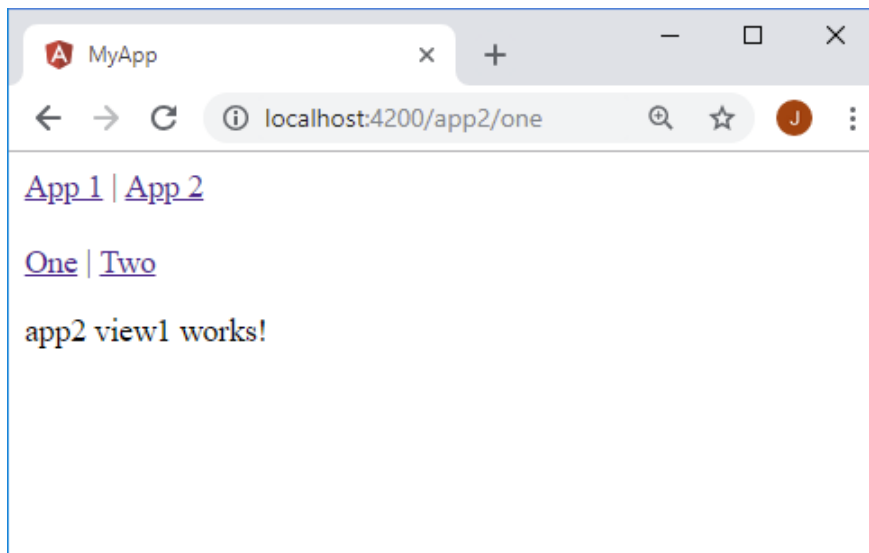 MyApp
localhost:4200/app2/one
J
App 1 | App 2
One | Two
app2 view1 works!